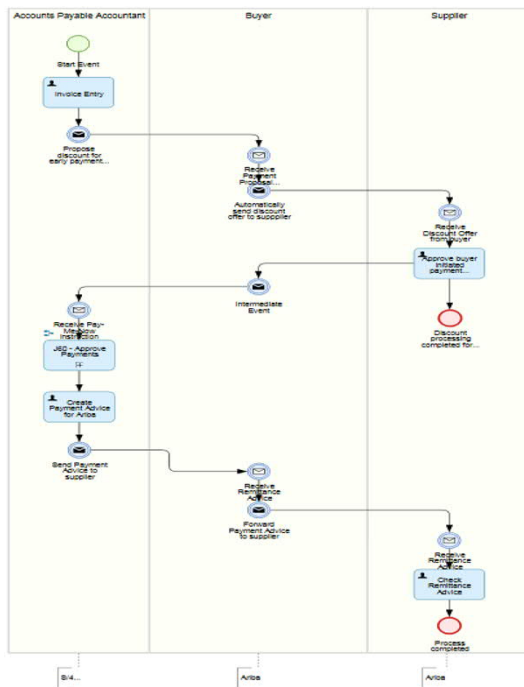 Accounts Payable Accountant
Buyer
Supplier
Start Event
Invoice Entry
Propose
discount for
early payment...
Receive
Payment
Proposal...
Automatically
send discount
offer to suppplier
Receive
Discount Offer
from buyer
Approve buyer
initiated
payment...
Intermediate
Event
Discount
processing
completed for...
Receive Pay-
Me-Now
Instruction
J60 - Approve
Payments
Create
Payment Advice
for Ariba
Send Payment
Advice to
supplier
Receive
Remittance
Advice
Forward
Payment Advice
to supplier
Receive
Remittance
Advice
Check
Remittance
Advice
Process
completed
S/4...
Ariba
Ariba